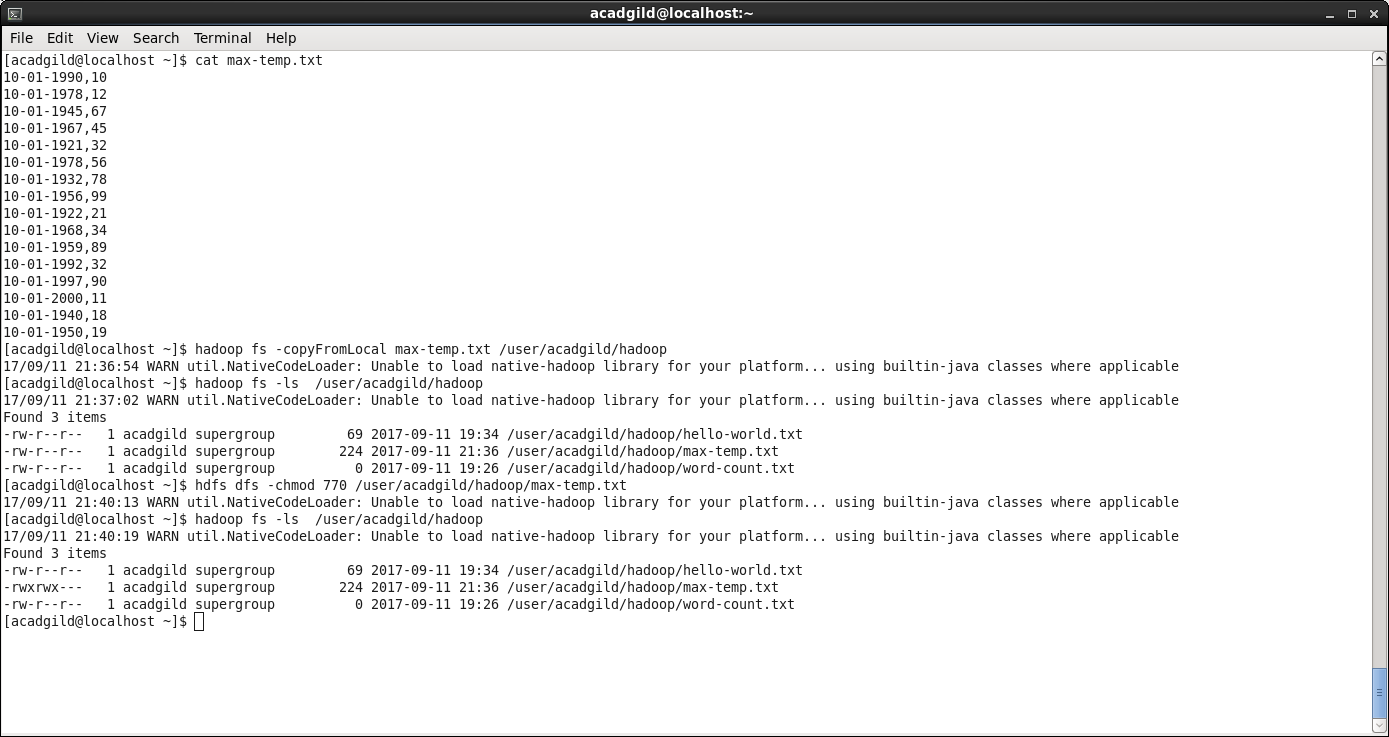 acadgild@localhost:~
File Edit View Search Terminal Help
[acadgild@localhost ~]$ cat max-temp.txt
10-01-1990,10
10-01-1978,12
10-01-1945,67
10-01-1967,45
10-01-1921,32
10-01-1978,56
10-01-1932,78
10-01-1956,99
10-01-1922,21
10-01-1968,34
10-01-1959,89
10-01-1992,32
10-01-1997,90
10-01-2000,11
10-01-1940,18
10-01-1950,19
[acadgild@localhost ~]$ hadoop fs -copyFromLocal max-temp.txt /user/acadgild/hadoop
17/09/11 21:36:54 WARN util.NativeCodeLoader: Unable to load native-hadoop library for your platform... using builtin-java classes where applicable
[acadgild@localhost ~]$ hadoop fs -ls  /user/acadgild/hadoop
17/09/11 21:37:02 WARN util.NativeCodeLoader: Unable to load native-hadoop library for your platform... using builtin-java classes where applicable
Found 3 items
-rw-r--r--   1 acadgild supergroup         69 2017-09-11 19:34 /user/acadgild/hadoop/hello-world.txt
-rw-r--r--   1 acadgild supergroup        224 2017-09-11 21:36 /user/acadgild/hadoop/max-temp.txt
-rw-r--r--   1 acadgild supergroup          0 2017-09-11 19:26 /user/acadgild/hadoop/word-count.txt
[acadgild@localhost ~]$ hdfs dfs -chmod 770 /user/acadgild/hadoop/max-temp.txt
17/09/11 21:40:13 WARN util.NativeCodeLoader: Unable to load native-hadoop library for your platform... using builtin-java classes where applicable
[acadgild@localhost ~]$ hadoop fs -ls  /user/acadgild/hadoop
17/09/11 21:40:19 WARN util.NativeCodeLoader: Unable to load native-hadoop library for your platform... using builtin-java classes where applicable
Found 3 items
-rw-r--r--   1 acadgild supergroup         69 2017-09-11 19:34 /user/acadgild/hadoop/hello-world.txt
-rwxrwx---   1 acadgild supergroup        224 2017-09-11 21:36 /user/acadgild/hadoop/max-temp.txt
-rw-r--r--   1 acadgild supergroup          0 2017-09-11 19:26 /user/acadgild/hadoop/word-count.txt
[acadgild@localhost ~]$